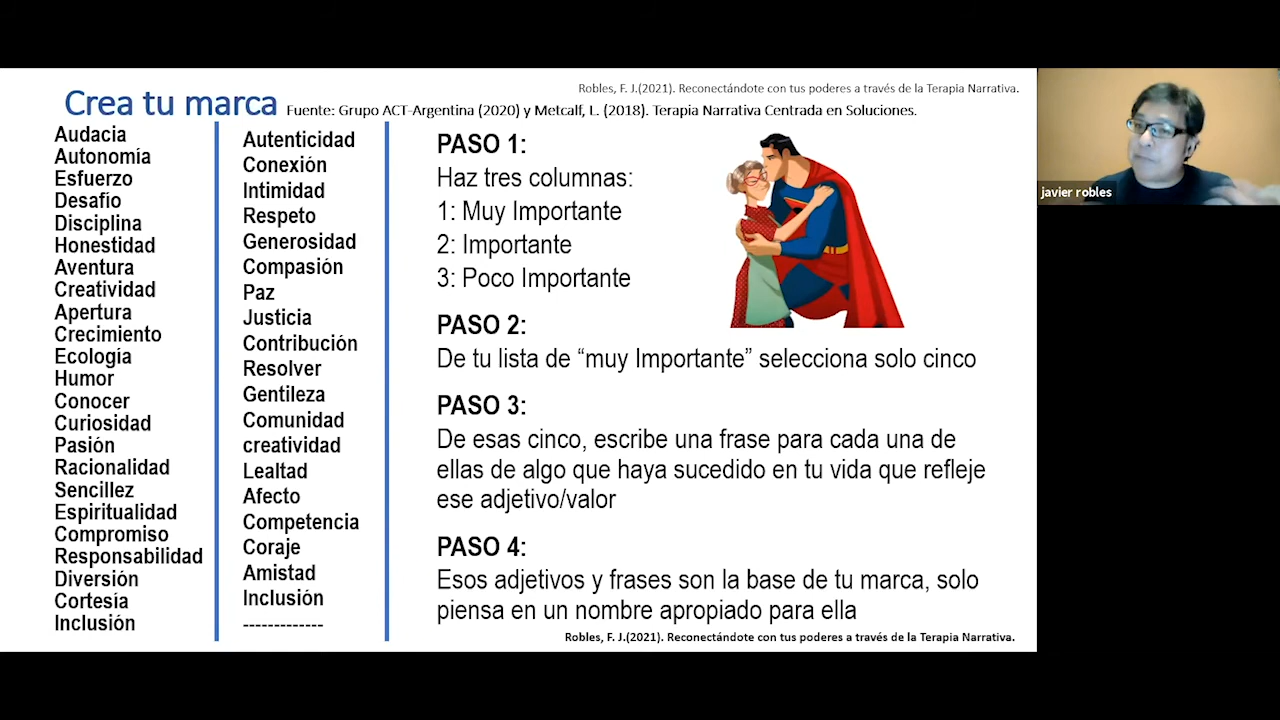 Robles, F. J.(2021). Reconectándote con tus poderes a través de la Terapia Narrativa.
Crea tu marca
Fuente: Grupo ACT-Argentina (2020) y Metcalf, L. (2018). Terapia Narrativa Centrada en Soluciones.
Audacia
Autonomía
Esfuerzo
Desafío
Disciplina
Honestidad
Aventura
Creatividad
Apertura
Crecimiento
Ecología
Humor
Conocer
Curiosidad
Pasión
Racionalidad
Sencillez
Espiritualidad
Compromiso
Responsabilidad
Diversión
Cortesía
Inclusión
Autenticidad
Conexión
Intimidad
Respeto
Generosidad
Compasión
Paz
Justicia
Contribución
Resolver
Gentileza
Comunidad
creatividad
Lealtad
Afecto
Competencia
Coraje
Amistad
Inclusión
-------------
PASO 1:
Haz tres columnas:
1: Muy Importante
2: Importante
3: Poco Importante
PASO 2:
De tu lista de “muy Importante” selecciona solo cinco
PASO 3:
De esas cinco, escribe una frase para cada una de
ellas de algo que haya sucedido en tu vida que refleje
ese adjetivo/valor
PASO 4:
Esos adjetivos y frases son la base de tu marca, solo
piensa en un nombre apropiado para ella
Robles, F. J.(2021). Reconectándote con tus poderes a través de la Terapia Narrativa.
javier robles